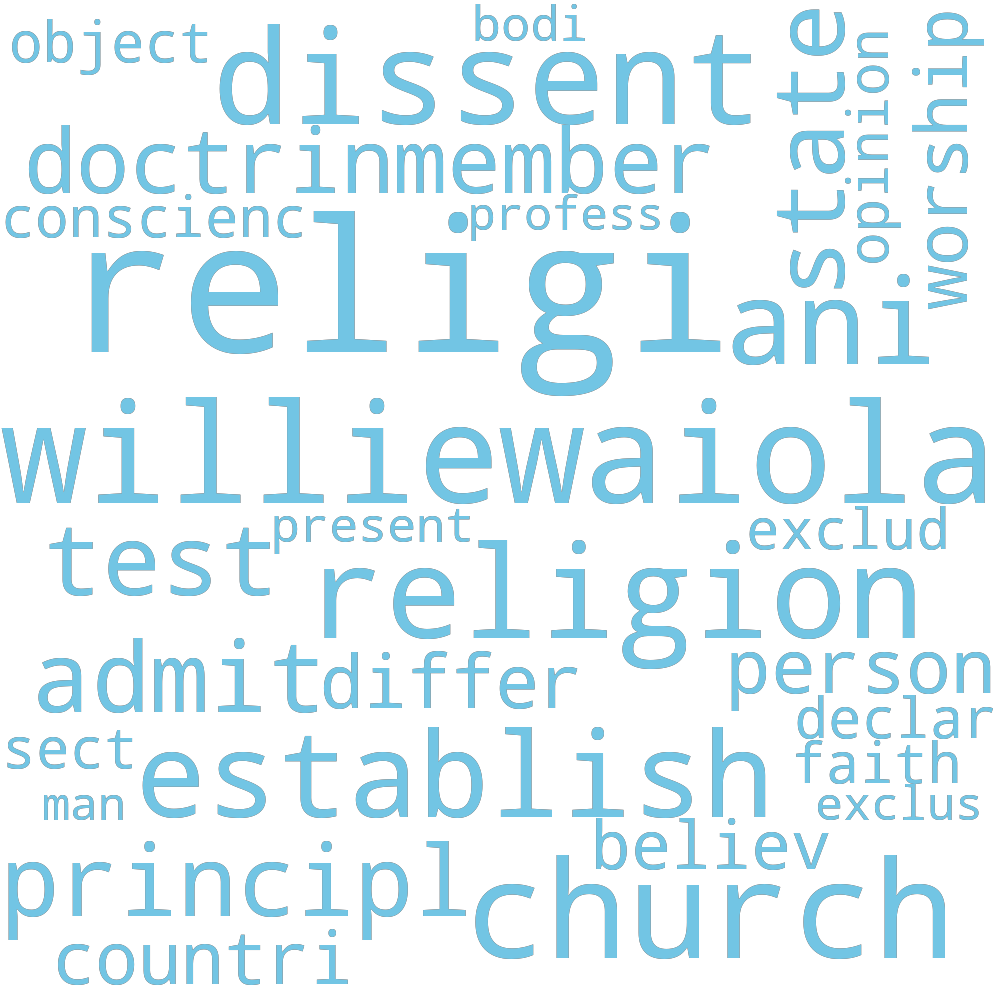 object
bodi
dissent
state
opinion
worship
doctrin
member
conscienc
profess
religi
ani
williewaiola
present
exclud
test
religion
admit
differ
person
declar
sect
establish
faith
man
exclus
believ
principl
church
countri